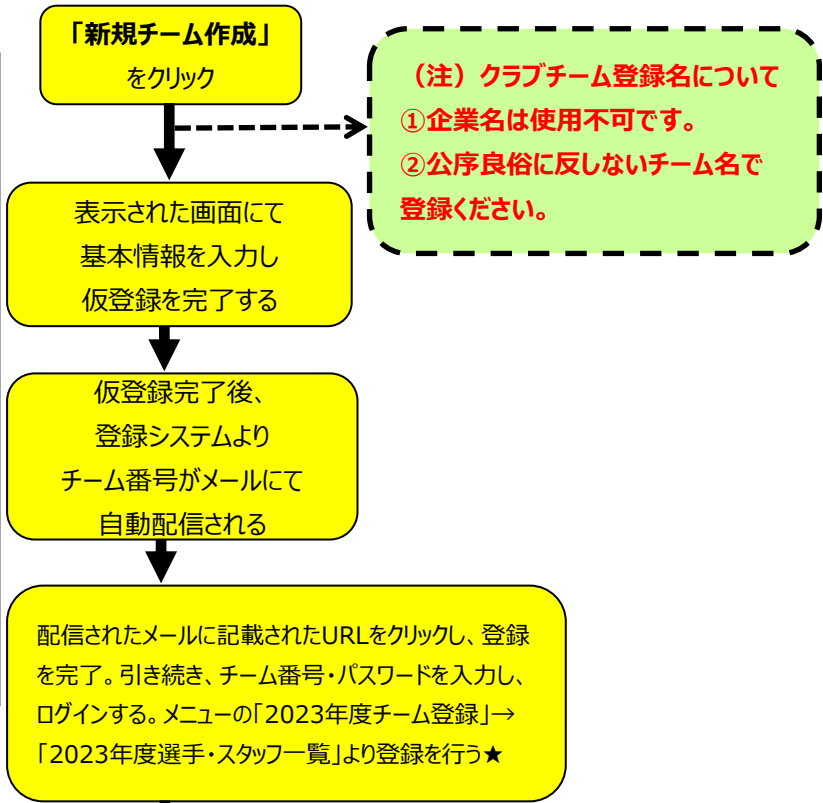 「新規チーム作成」
をクリック
（注）クラブチーム登録名について
①企業名は使用不可です。
②公序良俗に反しないチーム名で
登録ください。
表示された画面にて
基本情報を入力し
仮登録を完了する
仮登録完了後、
登録システムより
チーム番号がメールにて
自動配信される
配信されたメールに記載されたURLをクリックし、登録
を完了。引き続き、チーム番号・パスワードを入力し、
ログインする。メニューの「2023年度チーム登録」→
「2023年度選手・スタッフ一覧」より登録を行う★